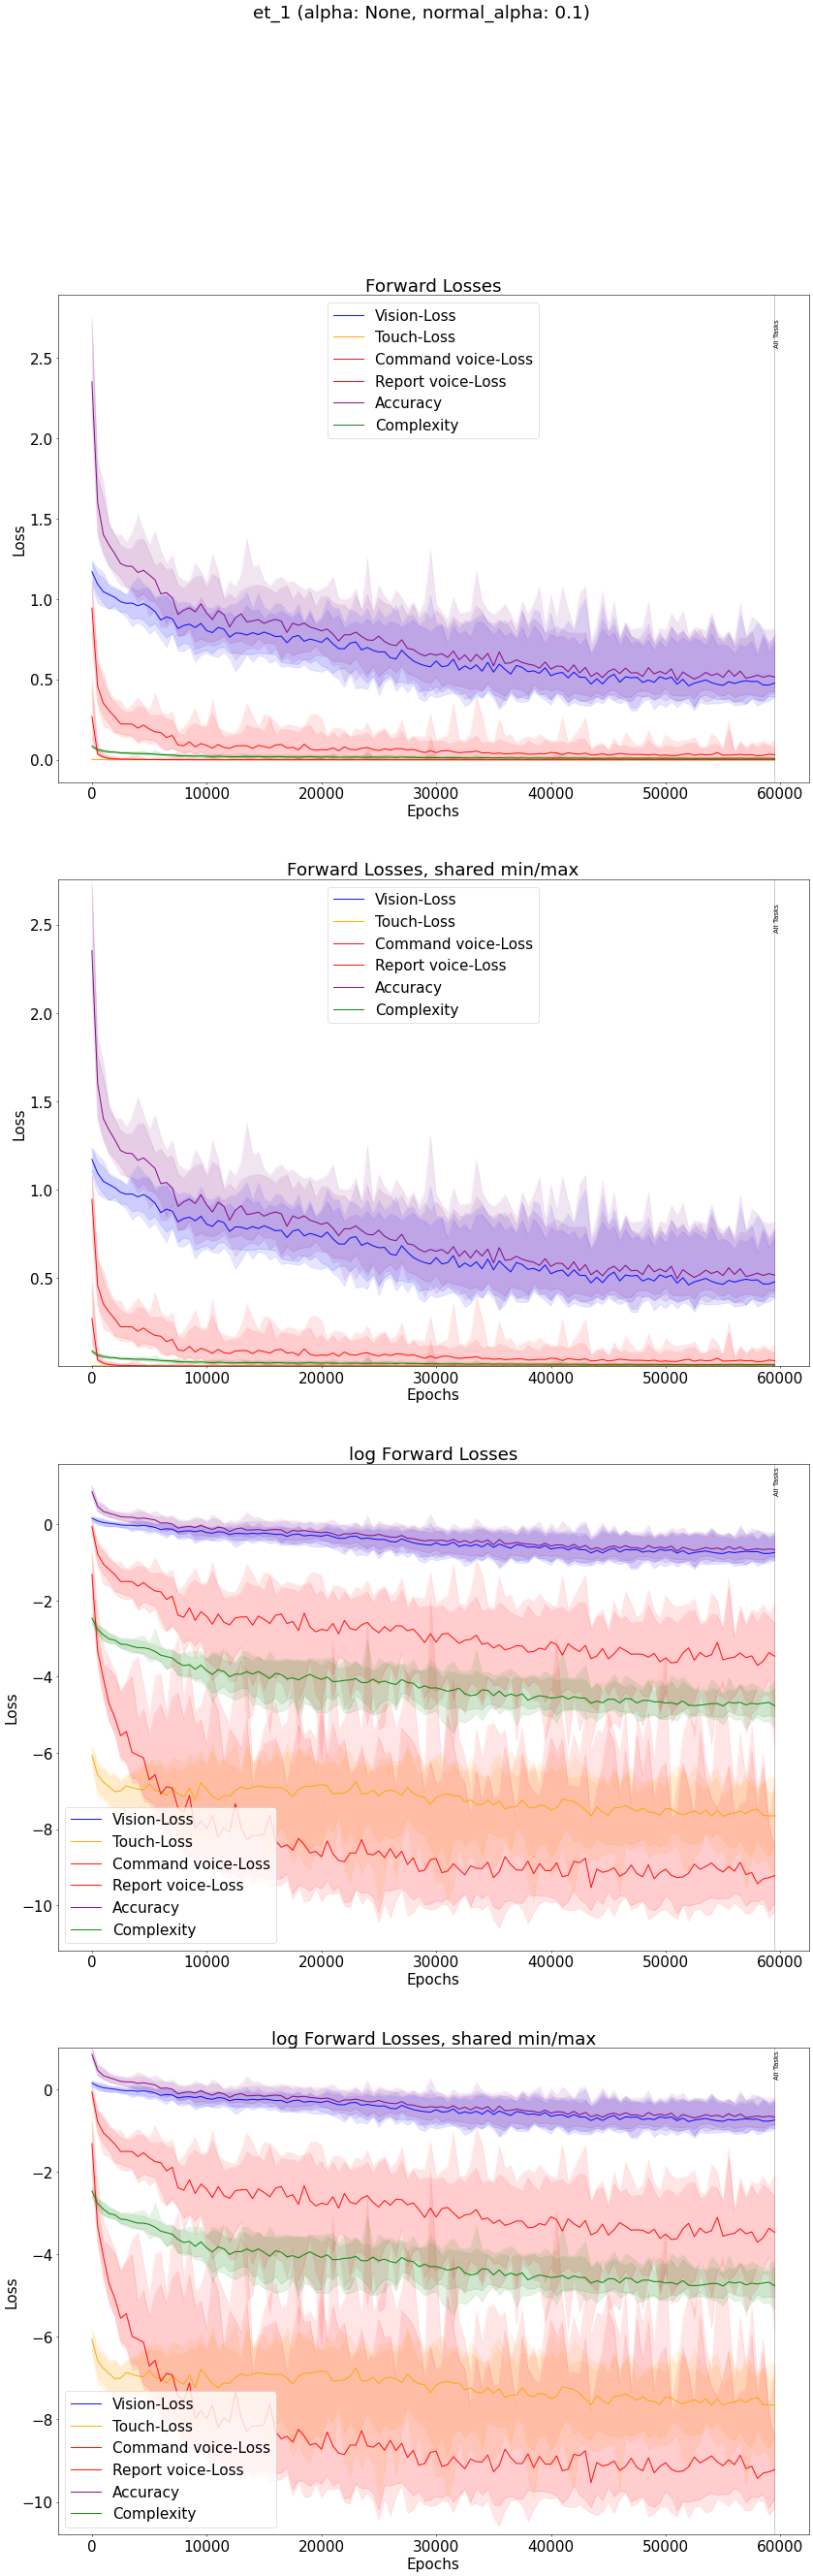 et_1 (alpha: None, normal_alpha: 0.1)
Forward Losses
Vision-Loss
Touch-Loss
Command voice-Loss
Report voice-Loss
Accuracy
Complexity
All Tasks
2.5
2.0
1.5
1.0
0.5
0.0
Loss
0 10000 20000 30000 40000 50000 60000
Epochs
Forward Losses, shared min/max
Vision-Loss
Touch-Loss
Command voice-Loss
Report voice-Loss
Accuracy
Complexity
All Tasks
2.5
2.0
1.5
1.0
0.5
Loss
0 10000 20000 30000 40000 50000 60000
Epochs
log Forward Losses
All Tasks
0
−2
−4
−6
−8
−10
Loss
Vision-Loss
Touch-Loss
Command voice-Loss
Report voice-Loss
Accuracy
Complexity
0 10000 20000 30000 40000 50000 60000
Epochs
log Forward Losses, shared min/max
All Tasks
0
−2
−4
−6
−8
−10
Loss
Vision-Loss
Touch-Loss
Command voice-Loss
Report voice-Loss
Accuracy
Complexity
0 10000 20000 30000 40000 50000 60000
Epochs